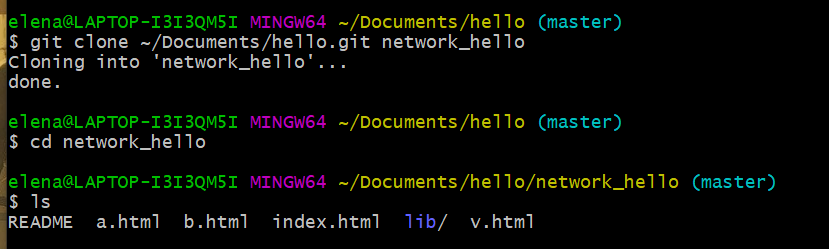 elena@LAPTOP-I3I3QM5I MINGW64 ~/Documents/hello (master)
$ git clone ~/Documents/hello.git network_hello
Cloning into 'network_hello'...
done.
elena@LAPTOP-I3I3QM5I MINGW64 ~/Documents/hello (master)
$ cd network_hello
elena@LAPTOP-I3I3QM5I MINGW64 ~/Documents/hello/network_hello (master)
$ ls
README  a.html  b.html  index.html  lib/  v.html